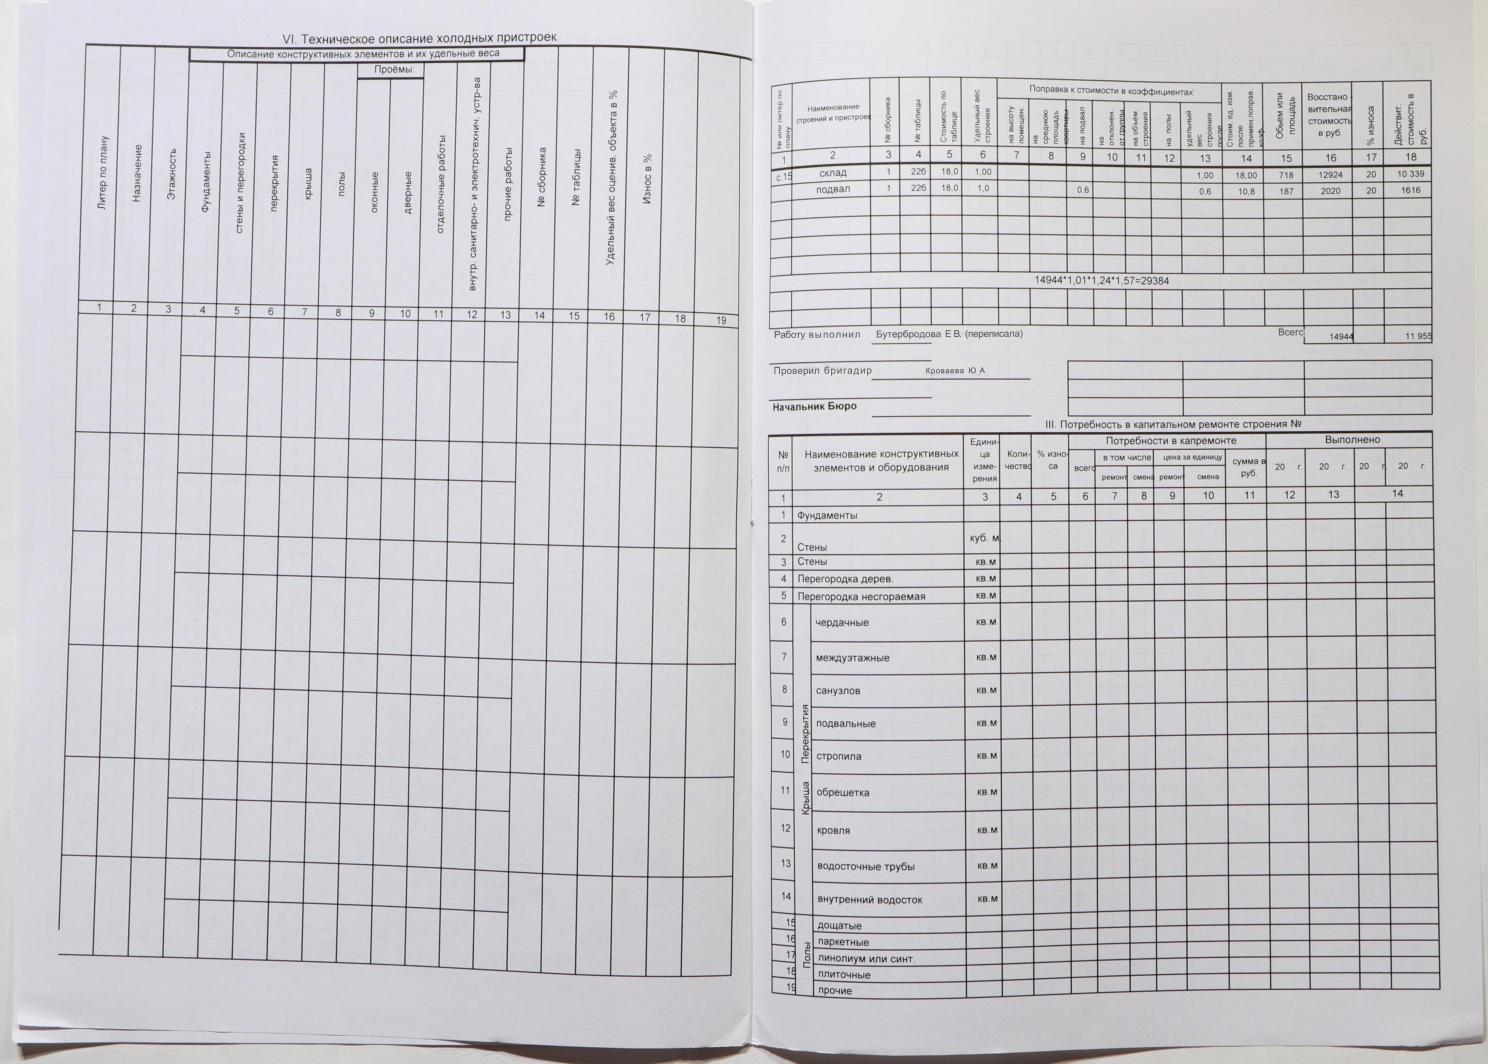 VI. Техническое описание холодных пристроек
Описание конструктивных элементов и их удельные веса
Проёмы:
Литер по плану
Назначение
Этажность
Фундаменты
стены и перегородки
перекрытия
крыша
полы
оконные
дверные
отделочные работы
внутр. санитарно- и электротехнич. устр-ва
прочие работы
№ сборника
№ таблицы
Удельный вес оценив. объекта в %
Износ в %
1 2 3 4 5 6 7 8 9 10 11 12 13 14 15 16 17 18 19
№ или литер по плану
Наименование строений и пристроек
№ сборника
№ таблицы
Стоимость по таблице
Удельный вес строения
Поправка к стоимости в коэффициентах
на высоту помещен.
на среднюю площадь квартиры
на подвал
на отклонен. от группы
на объем строения
на полы
удельный вес строения после
Стоим. ед. изм. после примен.поправ. коэф.
Объем или площадь
Восстано вительная стоимость в руб.
% износа
Действит. стоимость в руб.
1 2 3 4 5 6 7 8 9 10 11 12 13 14 15 16 17 18
с.15 склад 1 22б 18,0 1,00 1,00 18,00 718 12924 20 10 339
подвал 1 22б 18,0 1,0 0.6 0,6 10,8 187 2020 20 1616
14944*1,01*1,24*1,57=29384
Работу выполнил Бутербродова Е В. (переписала) Всего 14944 11 955
Проверил бригадир Кроваева Ю А
Начальник Бюро
III. Потребность в капитальном ремонте строения №
№ п/п
Наименование конструктивных элементов и оборудования
Едини- ца изме- рения
Коли- чество
% изно- са
Потребности в капремонте
всего
в том числе
ремонт смена
цена за единицу
ремонт смена
сумма в руб.
Выполнено
20 г. 20 г. 20 г. 20 г.
1 2 3 4 5 6 7 8 9 10 11 12 13 14
1 Фундаменты
2 Стены куб. м
3 Стены кв.м
4 Перегородка дерев. кв.м
5 Перегородка несгораемая кв.м
Перекрытия
6 чердачные кв.м
7 междуэтажные кв.м
8 санузлов кв.м
9 подвальные кв.м
Крыша
10 стропила кв.м
11 обрешетка кв.м
12 кровля кв.м
13 водосточные трубы кв.м
14 внутренний водосток кв.м
Полы
15 дощатые
16 паркетные
17 линолиум или синт.
18 плиточные
19 прочие